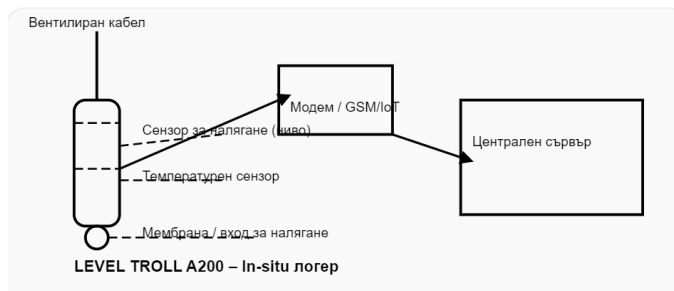 Вентилиран кабел
Модем / GSM/IoT
Сензор за налягане (ниво)
Централен сървър
Температурен сензор
Мембрана / вход за налягане
LEVEL TROLL A200 – In-situ логер